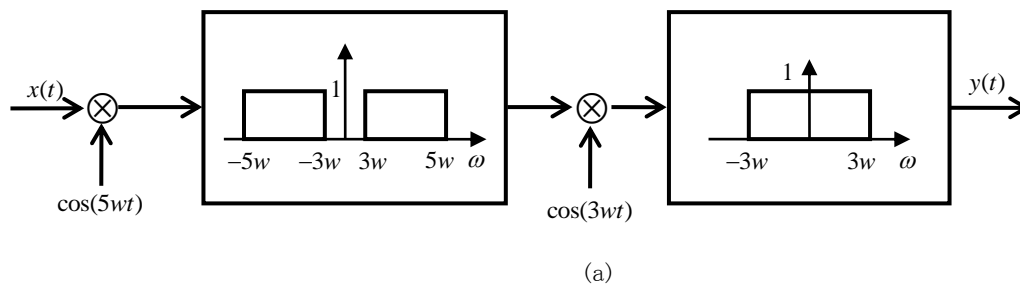 x(t)
cos(5wt)
1
−5w −3w 3w 5w ω
cos(3wt)
1
−3w 3w ω
y(t)
(a)